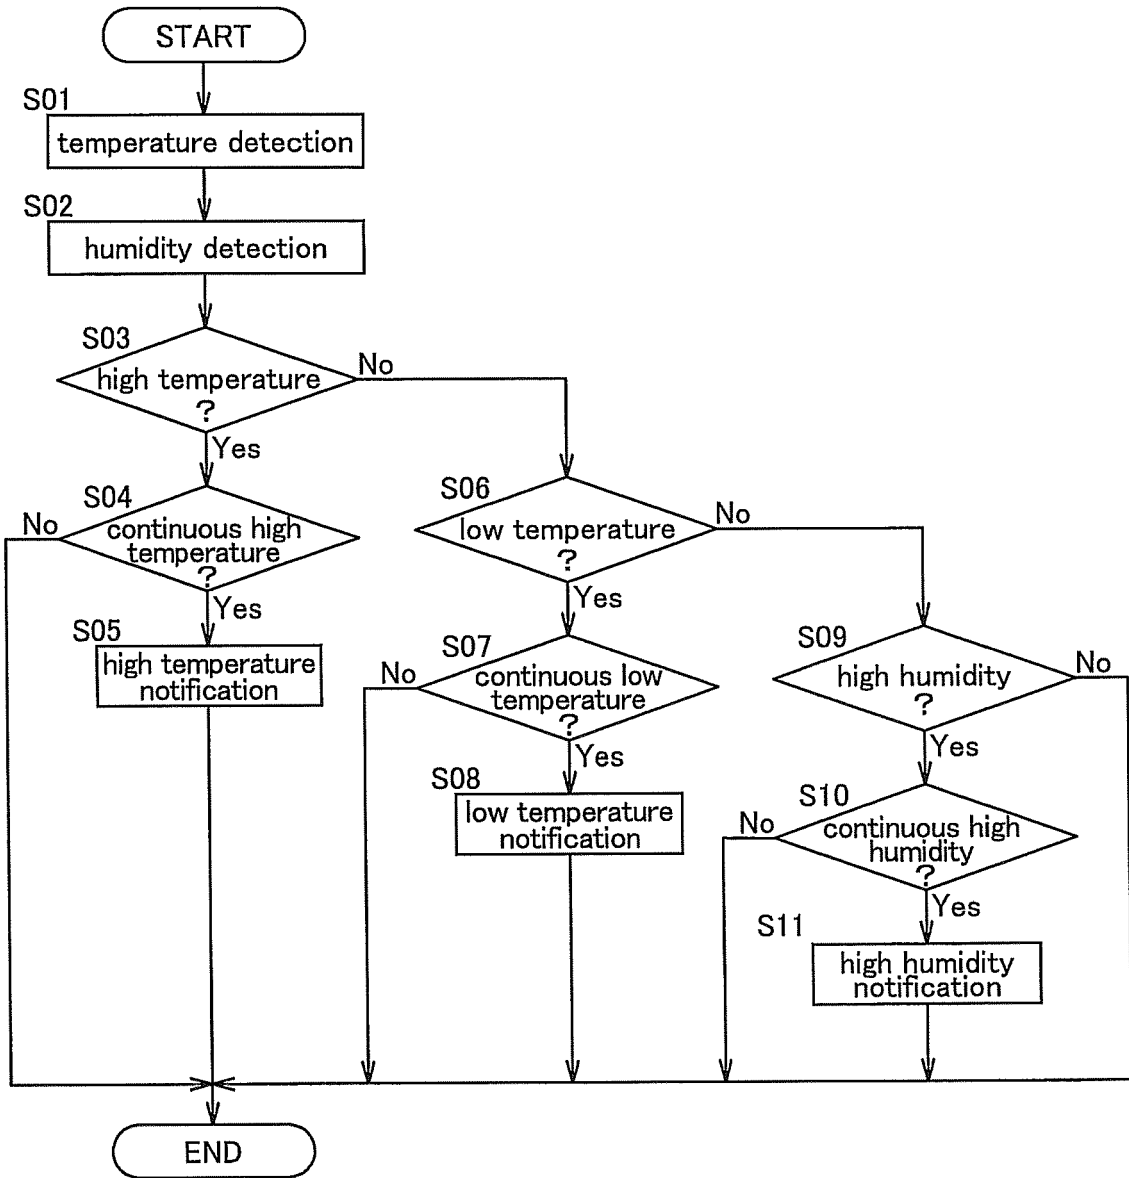 START
S01
temperature detection
S02
humidity detection
S03
high temperature
?
No
Yes
S04
No
continuous high
temperature
?
Yes
S05
high temperature
notification
S06
low temperature
?
No
Yes
S07
No
continuous low
temperature
?
Yes
S08
low temperature
notification
S09
high humidity
?
No
Yes
S10
No
continuous high
humidity
?
Yes
S11
high humidity
notification
END